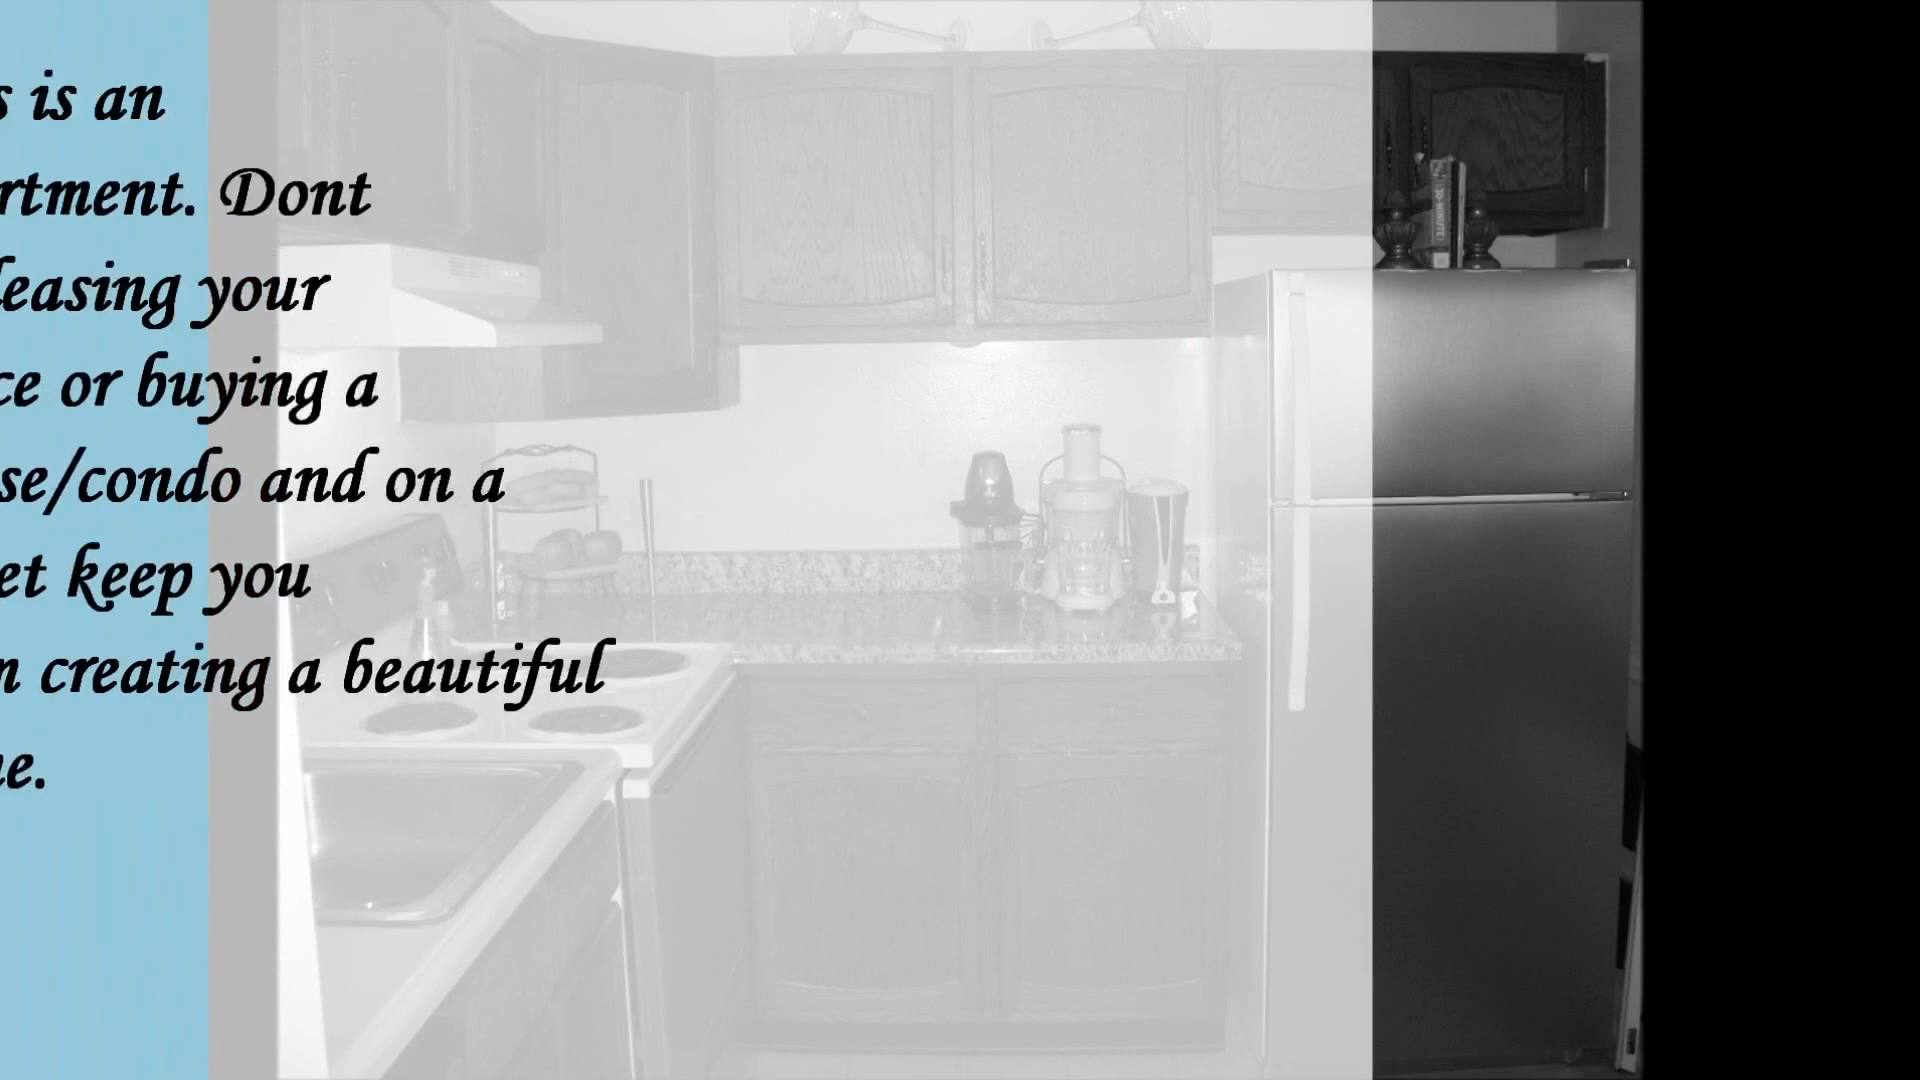 s is an
rtment. Dont
leasing your
ce or buying a
se/condo and on a
et keep you
n creating a beautiful
e.